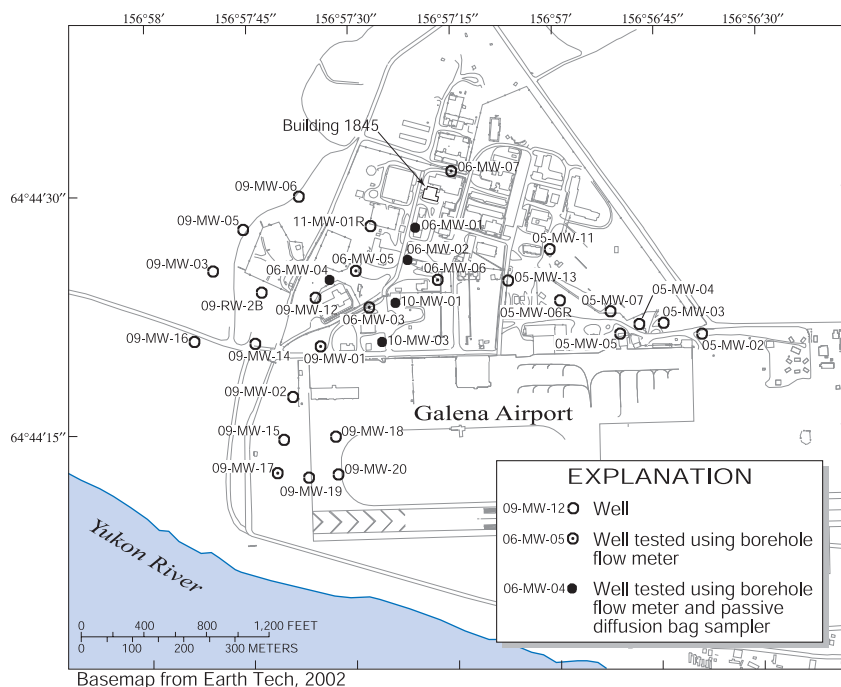 156°58' 156°57'45" 156°57'30" 156°57'15" 156°57' 156°56'45" 156°56'30"
Building 1845
06-MW-07
64°44'30"
09-MW-06
09-MW-05
11-MW-01R
06-MW-01
06-MW-02
05-MW-11
09-MW-03
06-MW-04
06-MW-05
06-MW-06
05-MW-13
05-MW-04
09-RW-2B
09-MW-12
10-MW-01
05-MW-07
05-MW-03
06-MW-03
05-MW-06R
09-MW-16
09-MW-14
09-MW-01
10-MW-03
05-MW-05
05-MW-02
09-MW-02
Galena Airport
64°44'15"
09-MW-15
09-MW-18
09-MW-17
09-MW-20
09-MW-19
Yukon River
EXPLANATION
09-MW-12 Well
06-MW-05 Well tested using borehole
flow meter
06-MW-04 Well tested using borehole
flow meter and passive
diffusion bag sampler
0 400 800 1,200 FEET
0 100 200 300 METERS
Basemap from Earth Tech, 2002